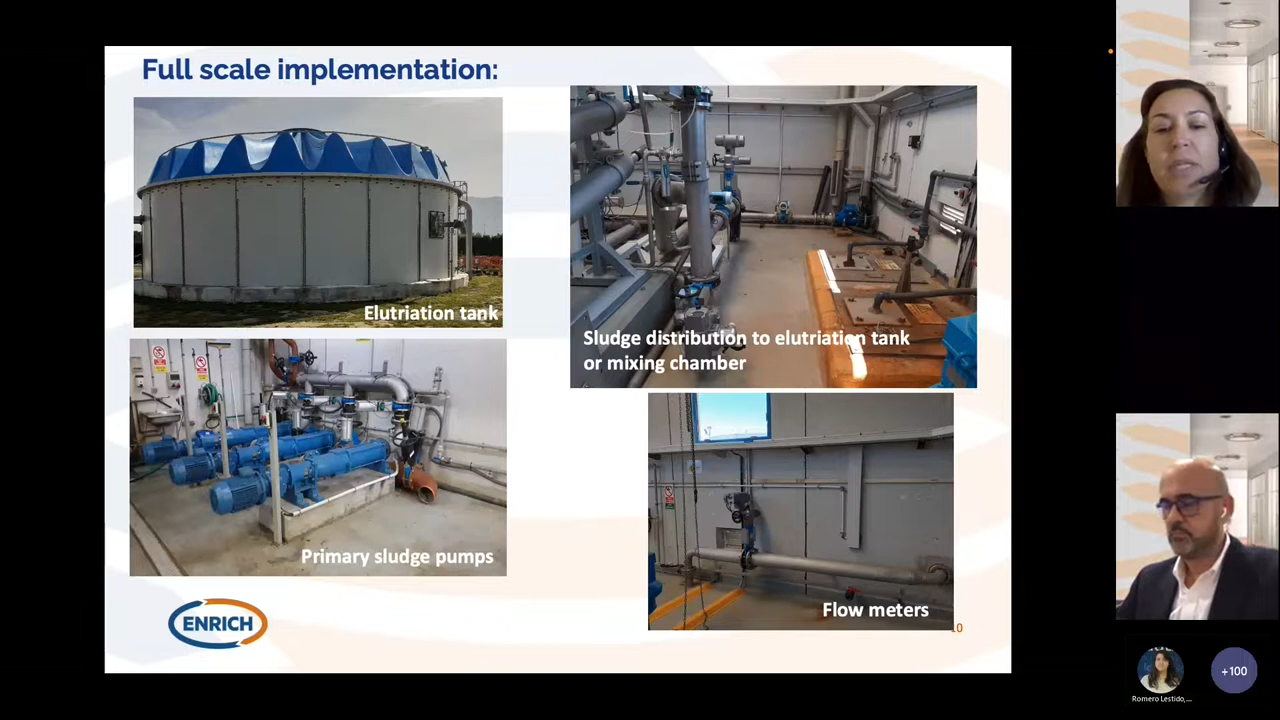 Full scale implementation:
Elutriation tank
Sludge distribution to elutriation tank
or mixing chamber
Primary sludge pumps
Flow meters
ENRICH
10
+100
Romero Lestido,...